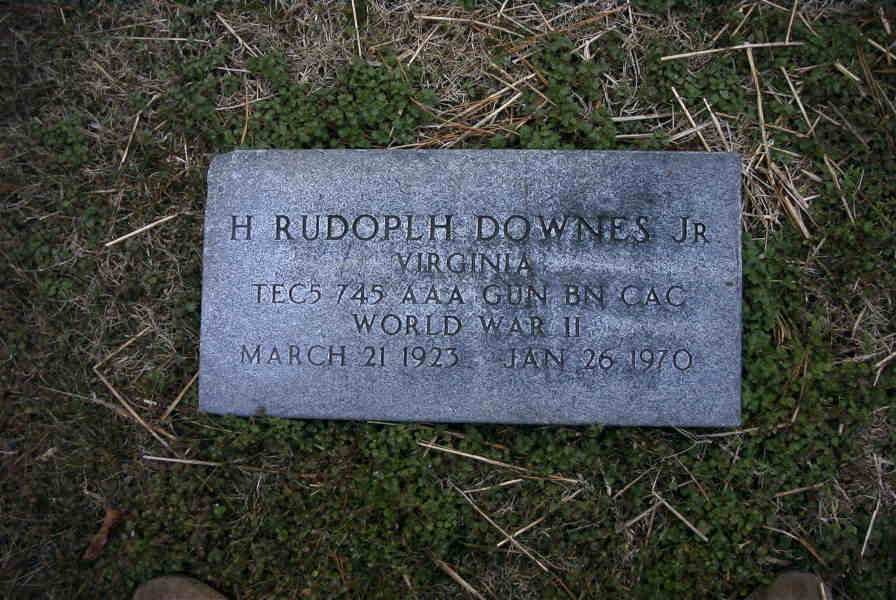 H RUDOPLH DOWNES JR
VIRGINIA
TEC5 745 AAA GUN BN CAC
WORLD WAR II
MARCH 21 1923 JAN 26 1970